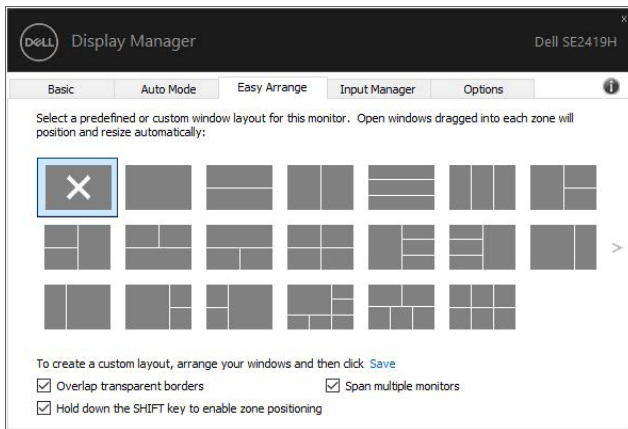 DELL Display Manager
Dell SE2419H
Basic
Auto Mode
Easy Arrange
Input Manager
Options
Select a predefined or custom window layout for this monitor. Open windows dragged into each zone will
position and resize automatically:
To create a custom layout, arrange your windows and then click Save
Overlap transparent borders
Span multiple monitors
Hold down the SHIFT key to enable zone positioning